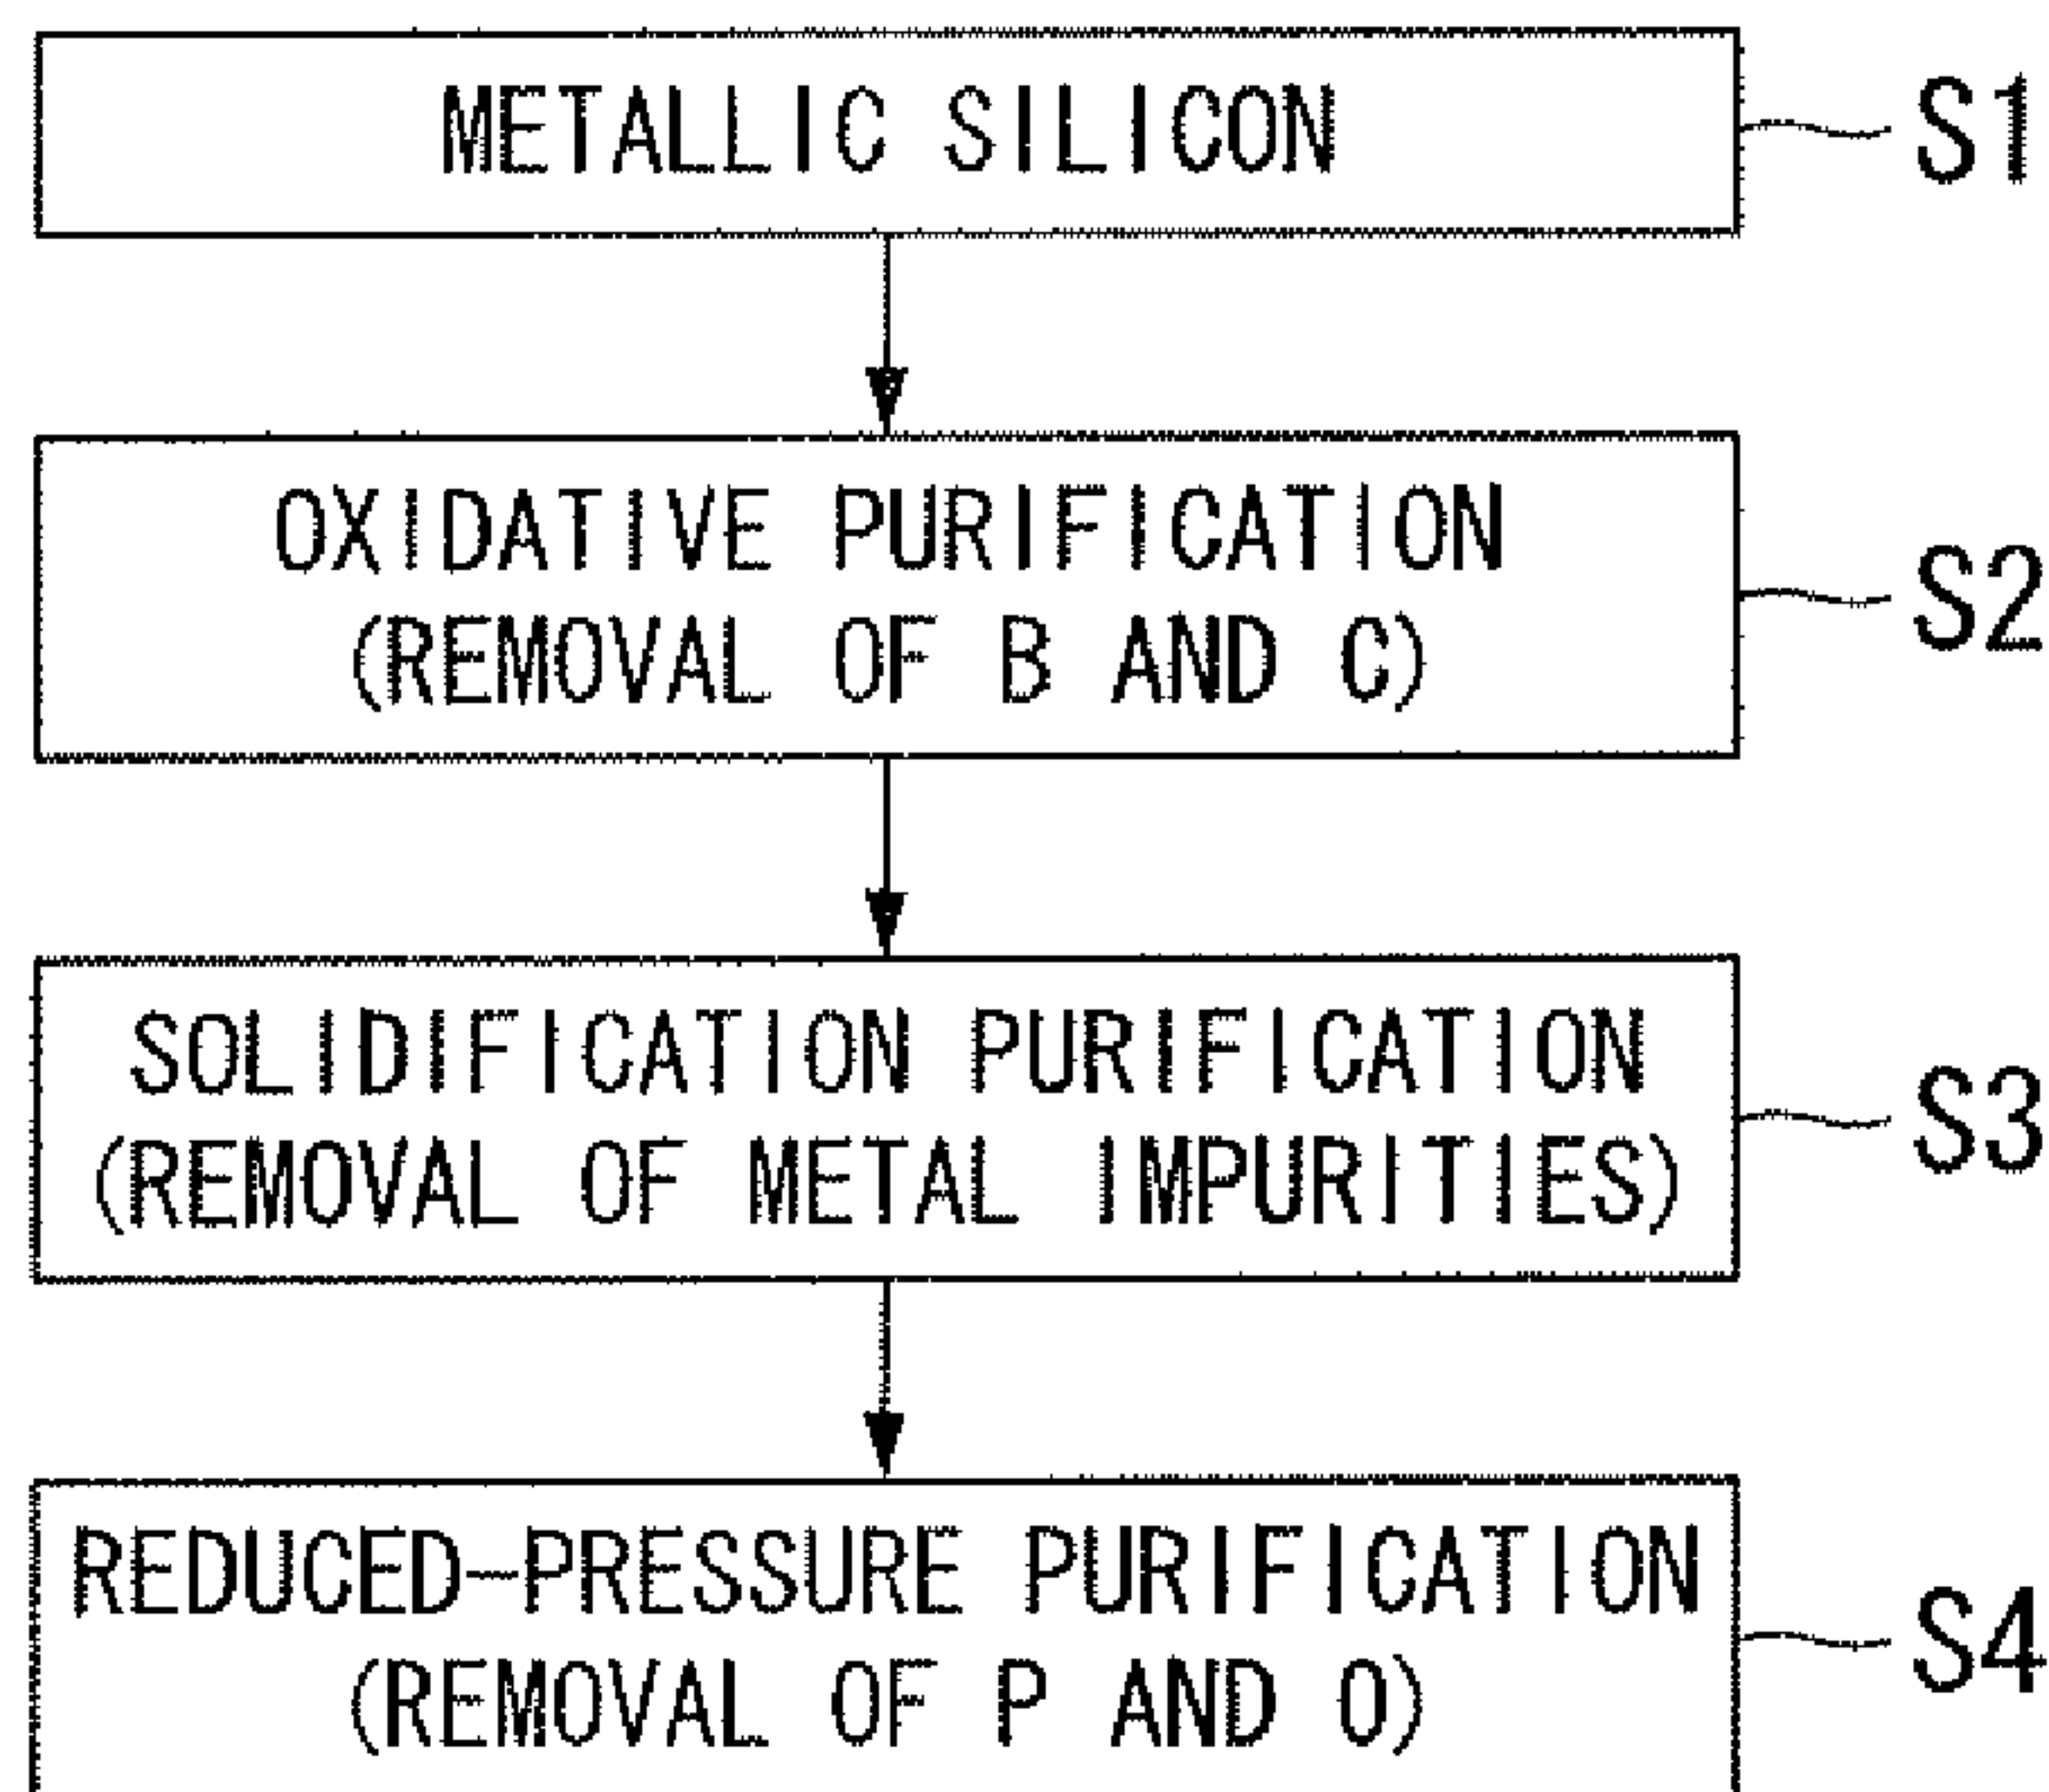 METALLIC SILICON
S1
OXIDATIVE PURIFICATION
(REMOVAL OF B AND C)
S2
SOLIDIFICATION PURIFICATION
(REMOVAL OF METAL IMPURITIES)
S3
REDUCED-PRESSURE PURIFICATION
(REMOVAL OF P AND O)
S4